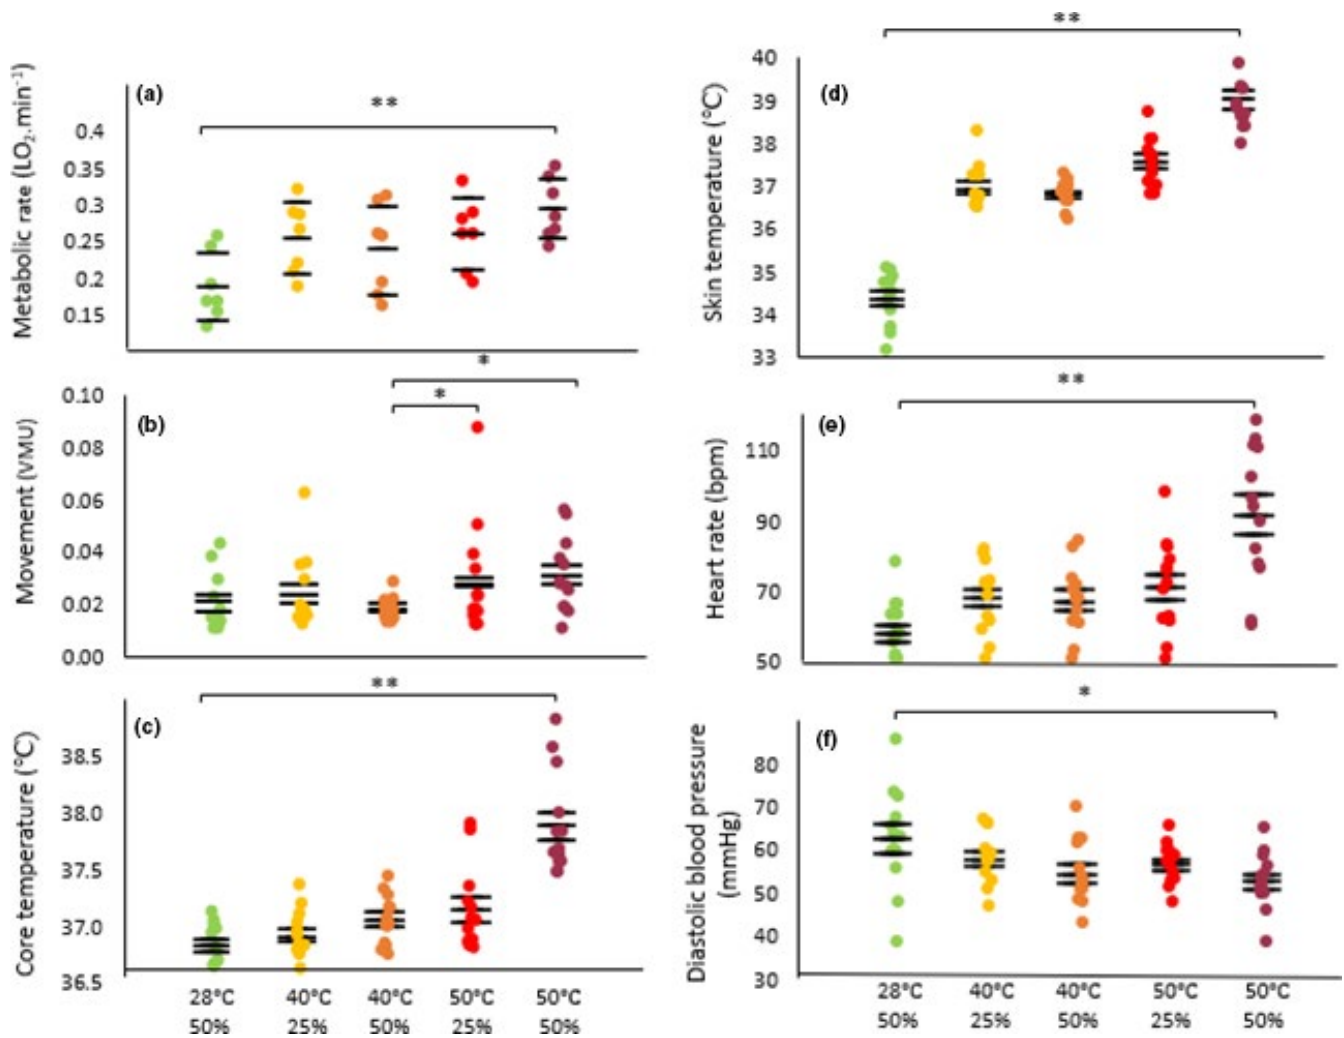 Metabolic rate (LO₂.min⁻¹)
(a)
**
0.4
0.35
0.3
0.25
0.2
0.15
Movement (VMU)
(b)
*
*
0.10
0.08
0.06
0.04
0.02
0.00
Core temperature (°C)
(c)
**
38.5
38.0
37.5
37.0
36.5
28°C 40°C 40°C 50°C 50°C
50% 25% 50% 25% 50%
Skin temperature (°C)
(d)
**
40
39
38
37
36
35
34
33
Heart rate (bpm)
(e)
**
110
90
70
50
Diastolic blood pressure
(mmHg)
(f)
*
80
70
60
50
40
30
28°C 40°C 40°C 50°C 50°C
50% 25% 50% 25% 50%